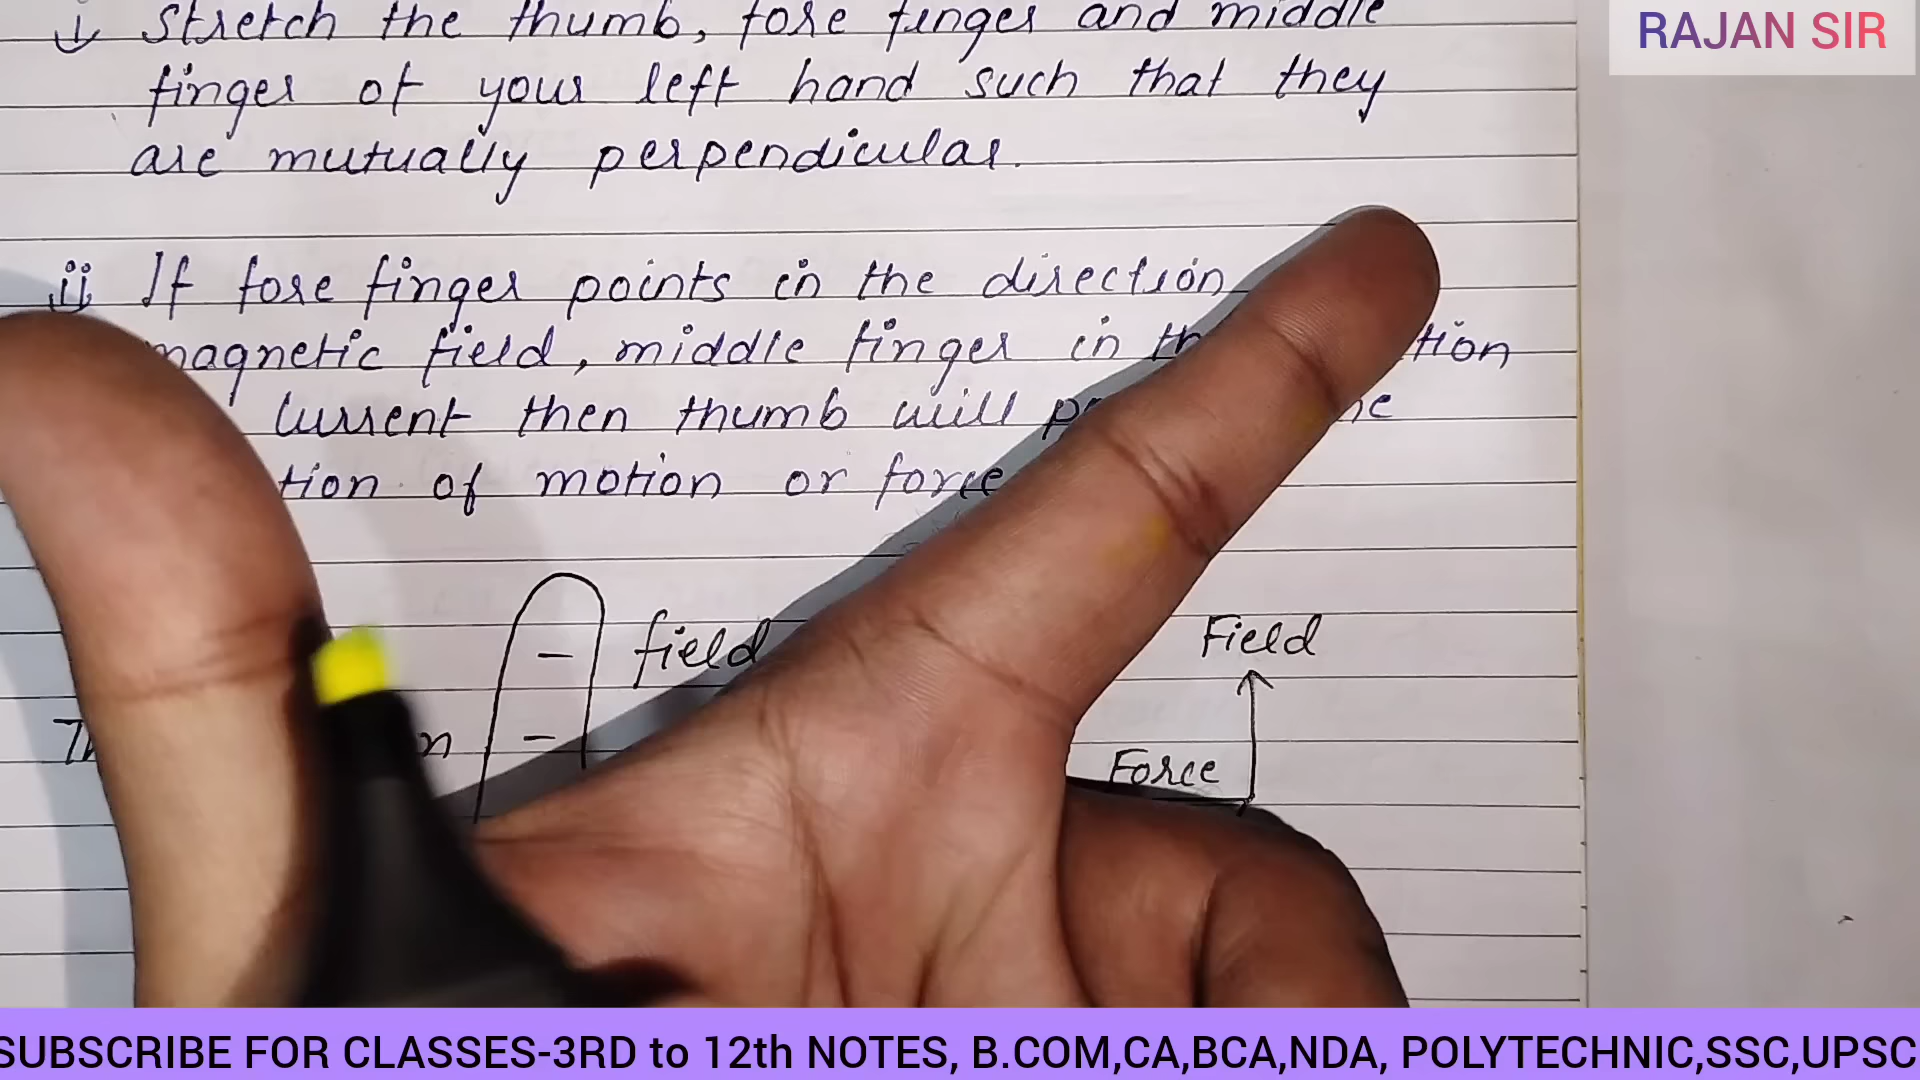 RAJAN SIR
i Stretch the thumb, fore finger and middle
finger of your left hand such that they
are mutually perpendicular.
ii If fore finger points in the direction
magnetic field, middle finger in tion
Current then thumb will
tion of motion or force
field
Field
Force
SUBSCRIBE FOR CLASSES-3RD to 12th NOTES, B.COM,CA,BCA,NDA, POLYTECHNIC,SSC,UPSC